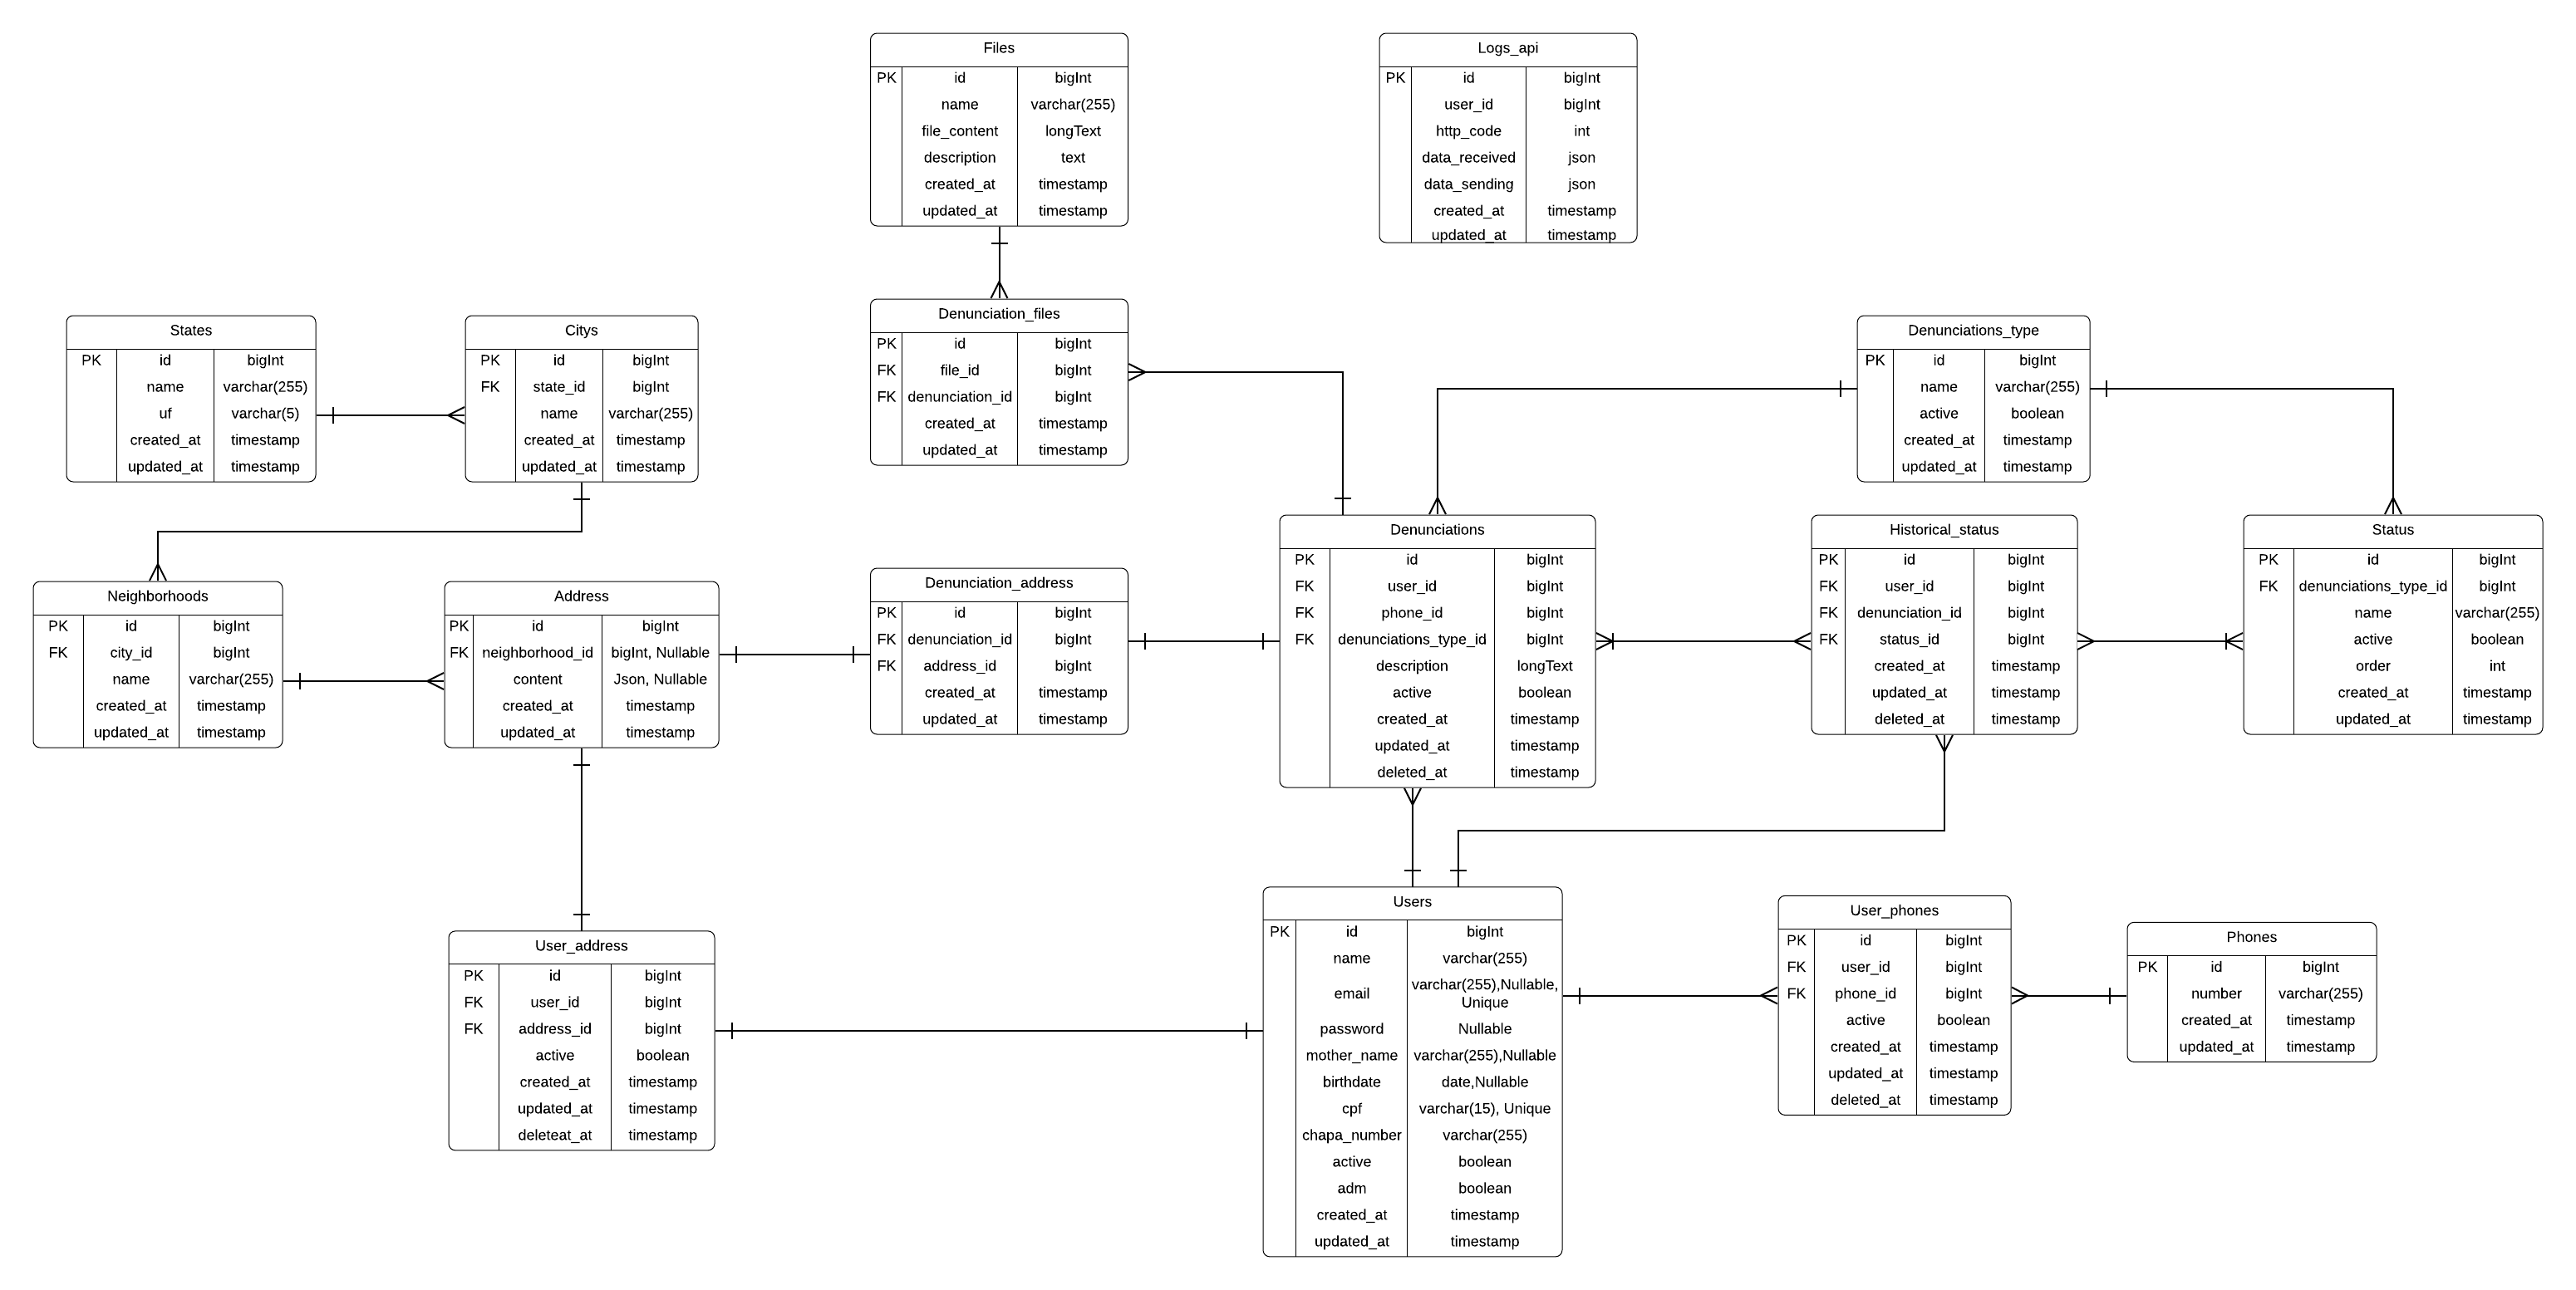 Files
PK id bigInt
name varchar(255)
file_content longText
description text
created_at timestamp
updated_at timestamp
Logs_api
PK id bigInt
user_id bigInt
http_code int
data_received json
data_sending json
created_at timestamp
updated_at timestamp
States
PK id bigInt
name varchar(255)
uf varchar(5)
created_at timestamp
updated_at timestamp
Citys
PK id bigInt
FK state_id bigInt
name varchar(255)
created_at timestamp
updated_at timestamp
Denunciation_files
PK id bigInt
FK file_id bigInt
FK denunciation_id bigInt
created_at timestamp
updated_at timestamp
Denunciations_type
PK id bigInt
name varchar(255)
active boolean
created_at timestamp
updated_at timestamp
Neighborhoods
PK id bigInt
FK city_id bigInt
name varchar(255)
created_at timestamp
updated_at timestamp
Address
PK id bigInt
FK neighborhood_id bigInt, Nullable
content Json, Nullable
created_at timestamp
updated_at timestamp
Denunciation_address
PK id bigInt
FK denunciation_id bigInt
FK address_id bigInt
created_at timestamp
updated_at timestamp
Denunciations
PK id bigInt
FK user_id bigInt
FK phone_id bigInt
FK denunciations_type_id bigInt
description longText
active boolean
created_at timestamp
updated_at timestamp
deleted_at timestamp
Historical_status
PK id bigInt
FK user_id bigInt
FK denunciation_id bigInt
FK status_id bigInt
created_at timestamp
updated_at timestamp
deleted_at timestamp
Status
PK id bigInt
FK denunciations_type_id bigInt
name varchar(255)
active boolean
order int
created_at timestamp
updated_at timestamp
User_address
PK id bigInt
FK user_id bigInt
FK address_id bigInt
active boolean
created_at timestamp
updated_at timestamp
deleteat_at timestamp
Users
PK id bigInt
name varchar(255)
email varchar(255),Nullable,
Unique
password Nullable
mother_name varchar(255),Nullable
birthdate date,Nullable
cpf varchar(15), Unique
chapa_number varchar(255)
active boolean
adm boolean
created_at timestamp
updated_at timestamp
User_phones
PK id bigInt
FK user_id bigInt
FK phone_id bigInt
active boolean
created_at timestamp
updated_at timestamp
deleted_at timestamp
Phones
PK id bigInt
number varchar(255)
created_at timestamp
updated_at timestamp